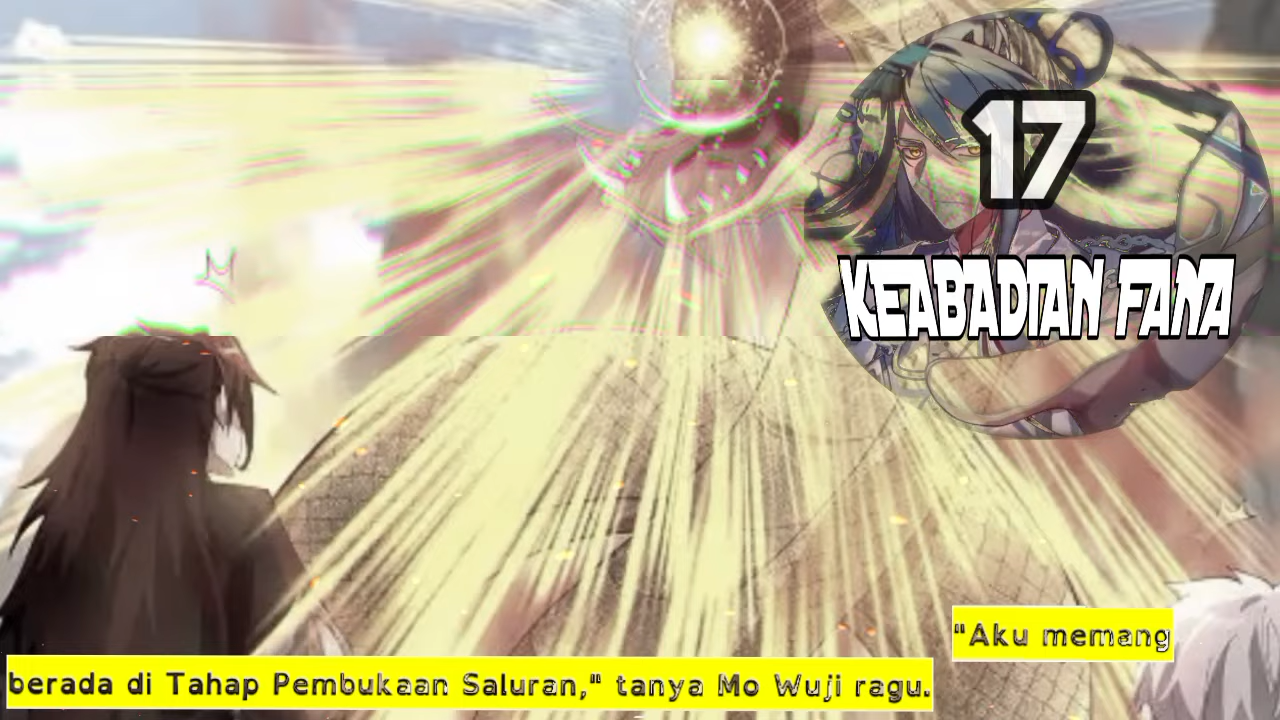 17
KEABADIAN FANA
"Aku memang
berada di Tahap Pembukaan Saluran," tanya Mo Wuji ragu.